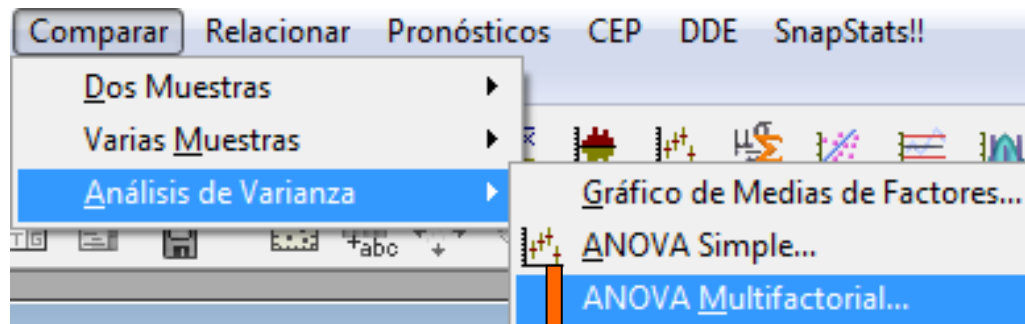 Comparar Relacionar Pronósticos CEP DDE SnapStats!!
Dos Muestras
Varias Muestras
Análisis de Varianza
Gráfico de Medias de Factores...
ANOVA Simple...
ANOVA Multifactorial...
abc